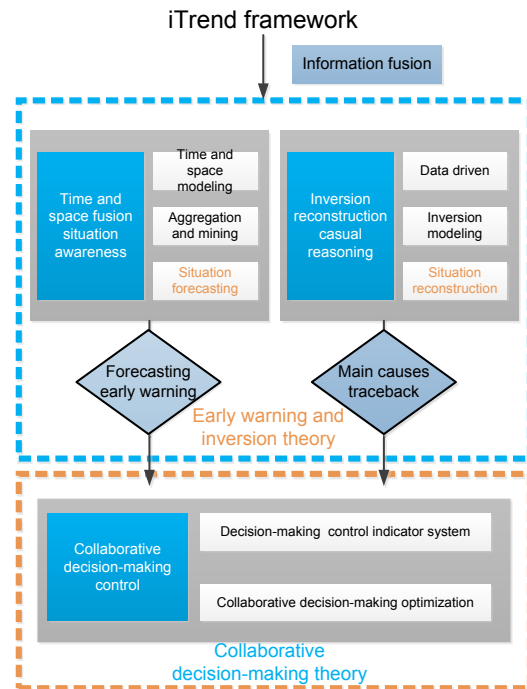 iTrend framework
Information fusion
Time and
space fusion
situation
awareness
Time and
space
modeling
Aggregation
and mining
Situation
forecasting
Inversion
reconstruction
casual
reasoning
Data driven
Inversion
modeling
Situation
reconstruction
Forecasting
early warning
Main causes
traceback
Early warning and
inversion theory
Collaborative
decision-making
control
Decision-making control indicator system
Collaborative decision-making optimization
Collaborative
decision-making theory